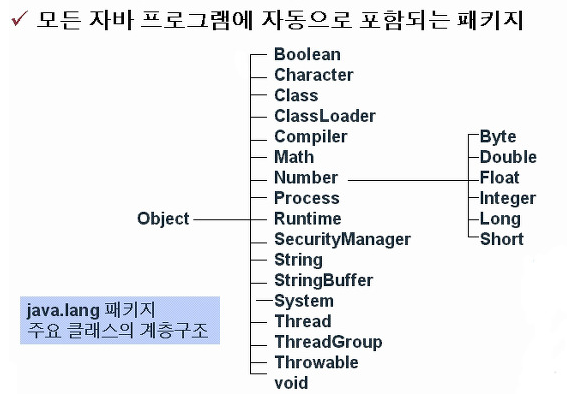 ✓ 모든 자바 프로그램에 자동으로 포함되는 패키지
Object
Boolean
Character
Class
ClassLoader
Compiler
Math
Number
Process
Runtime
SecurityManager
String
StringBuffer
System
Thread
ThreadGroup
Throwable
void
Byte
Double
Float
Integer
Long
Short
java.lang 패키지
주요 클래스의 계층구조